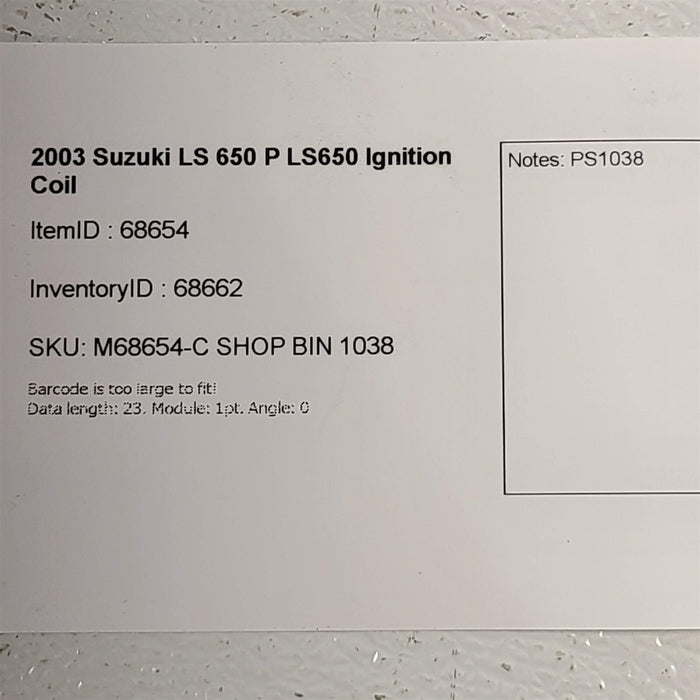 2003 Suzuki LS 650 P LS650 Ignition
Coil
ItemID : 68654
InventoryID : 68662
SKU: M68654-C SHOP BIN 1038
Barcode is too large to fit!
Data length: 23, Module: 1pt. Angle: 0
Notes: PS1038